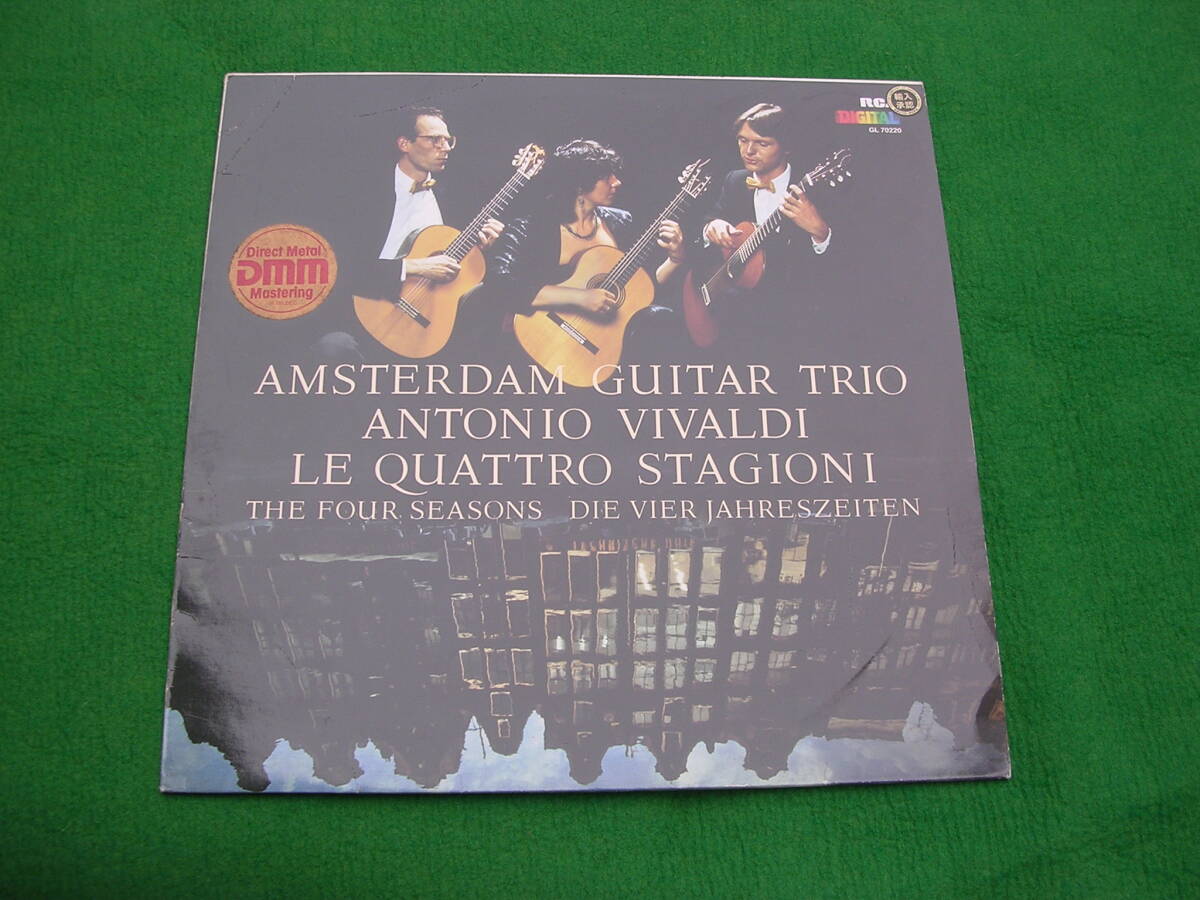 RCA
輸入
承認
DIGITAL
GL 70220
Direct Metal
DMM
Mastering
AMSTERDAM GUITAR TRIO
ANTONIO VIVALDI
LE QUATTRO STAGIONI
THE FOUR SEASONS DIE VIER JAHRESZEITEN